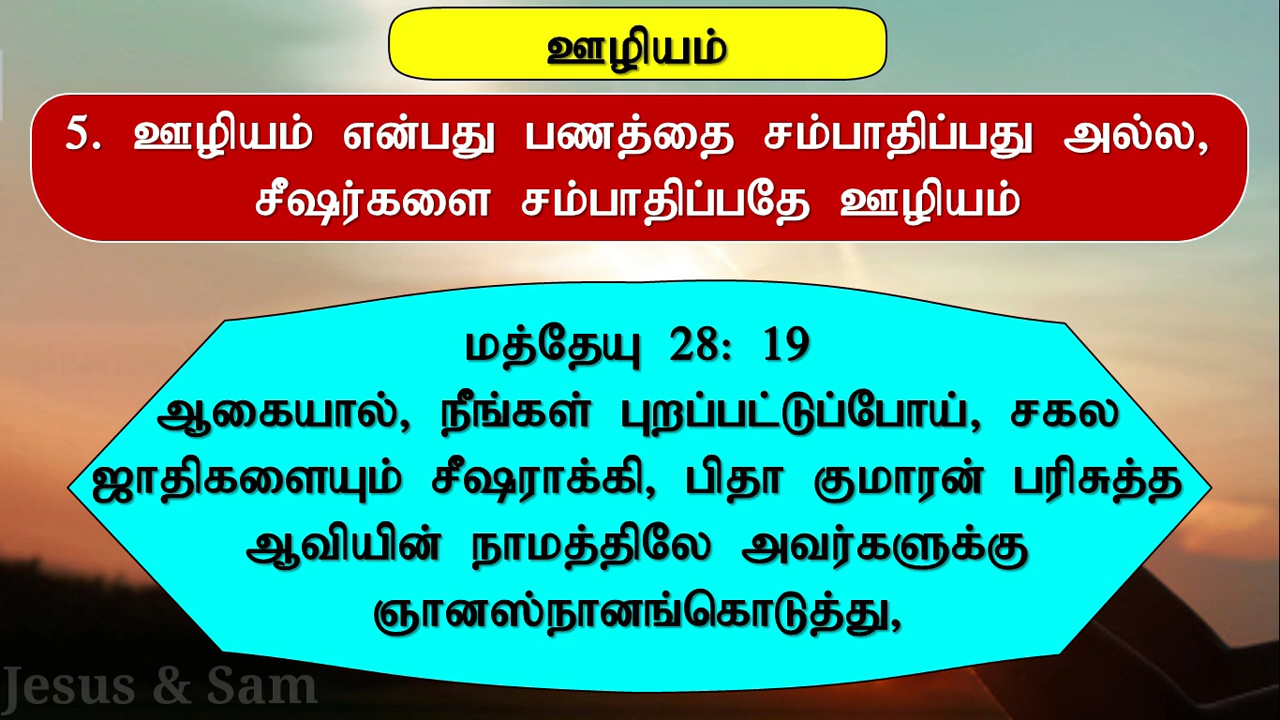 ஊழியம்
5. ஊழியம் என்பது பணத்தை சம்பாதிப்பது அல்ல,
சீஷர்களை சம்பாதிப்பதே ஊழியம்
மத்தேயு 28: 19
ஆகையால், நீங்கள் புறப்பட்டுப்போய், சகல
ஜாதிகளையும் சீஷராக்கி, பிதா குமாரன் பரிசுத்த
ஆவியின் நாமத்திலே அவர்களுக்கு
ஞானஸ்நானங்கொடுத்து,
Jesus & Sam